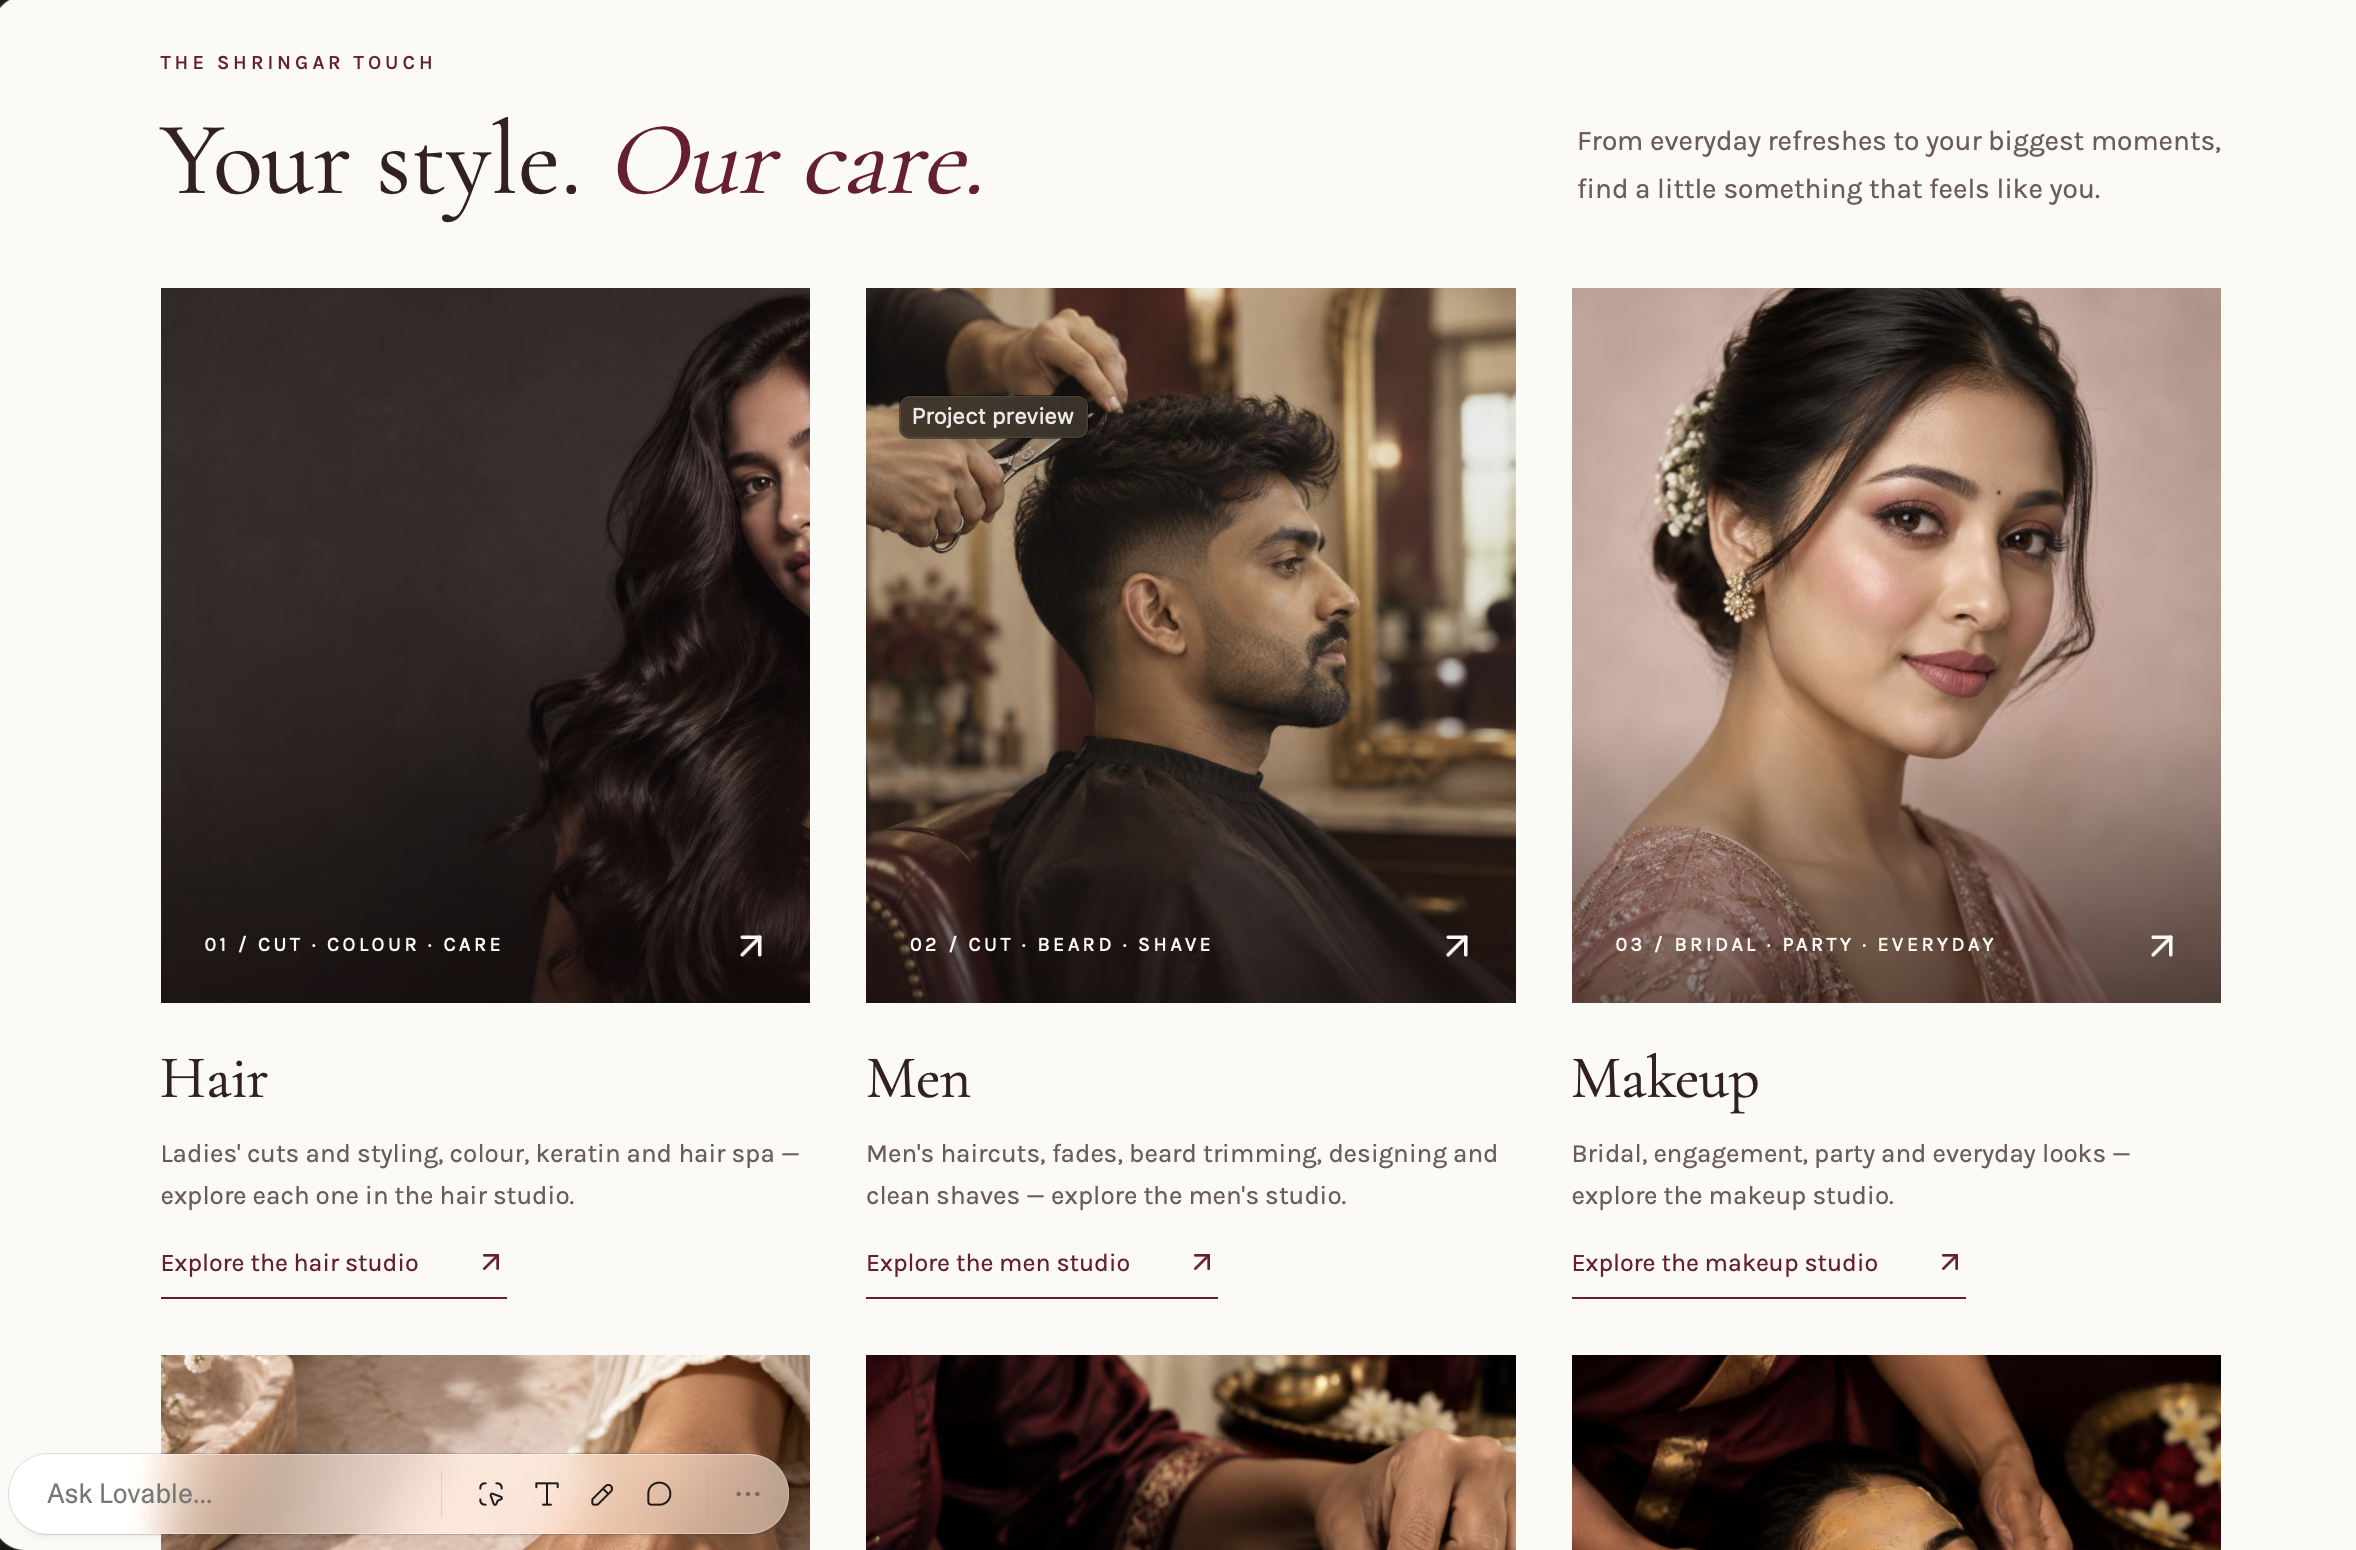 THE SHRINGAR TOUCH
Your style. Our care.
From everyday refreshes to your biggest moments,
find a little something that feels like you.
Project preview
01 / CUT · COLOUR · CARE
02 / CUT · BEARD · SHAVE
03 / BRIDAL · PARTY · EVERYDAY
Hair
Ladies' cuts and styling, colour, keratin and hair spa —
explore each one in the hair studio.
Explore the hair studio
Men
Men's haircuts, fades, beard trimming, designing and
clean shaves — explore the men's studio.
Explore the men studio
Makeup
Bridal, engagement, party and everyday looks —
explore the makeup studio.
Explore the makeup studio
Ask Lovable...